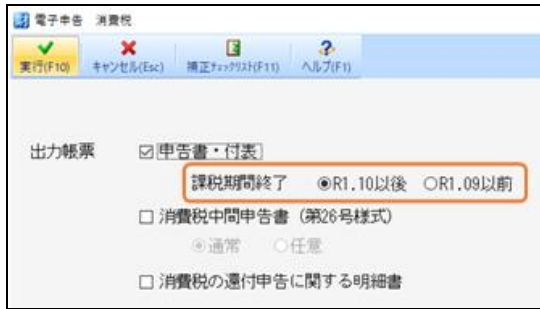 電子申告 消費税
実行(F10) キャンセル(Esc) 補正チェックリスト(F11) ヘルプ(F1)
出力帳票 申告書・付表
課税期間終了 R1.10以後 R1.09以前
消費税中間申告書 (第26号様式)
通常 任意
消費税の還付申告に関する明細書